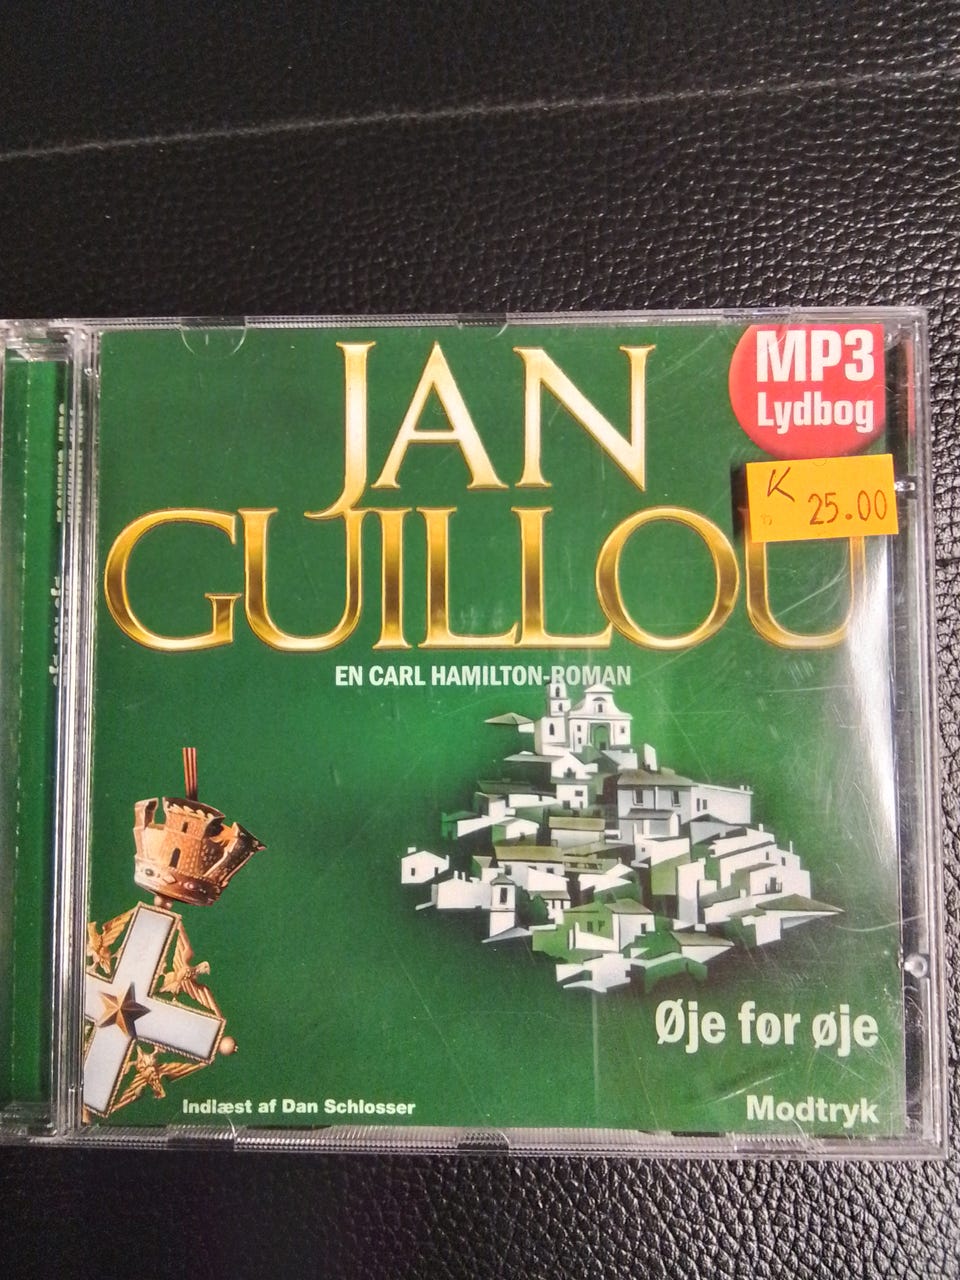 JAN
GUILLOU
MP3
Lydbog
K 25.00
EN CARL HAMILTON-ROMAN
Øje for øje
Indlæst af Dan Schlosser
Modtryk